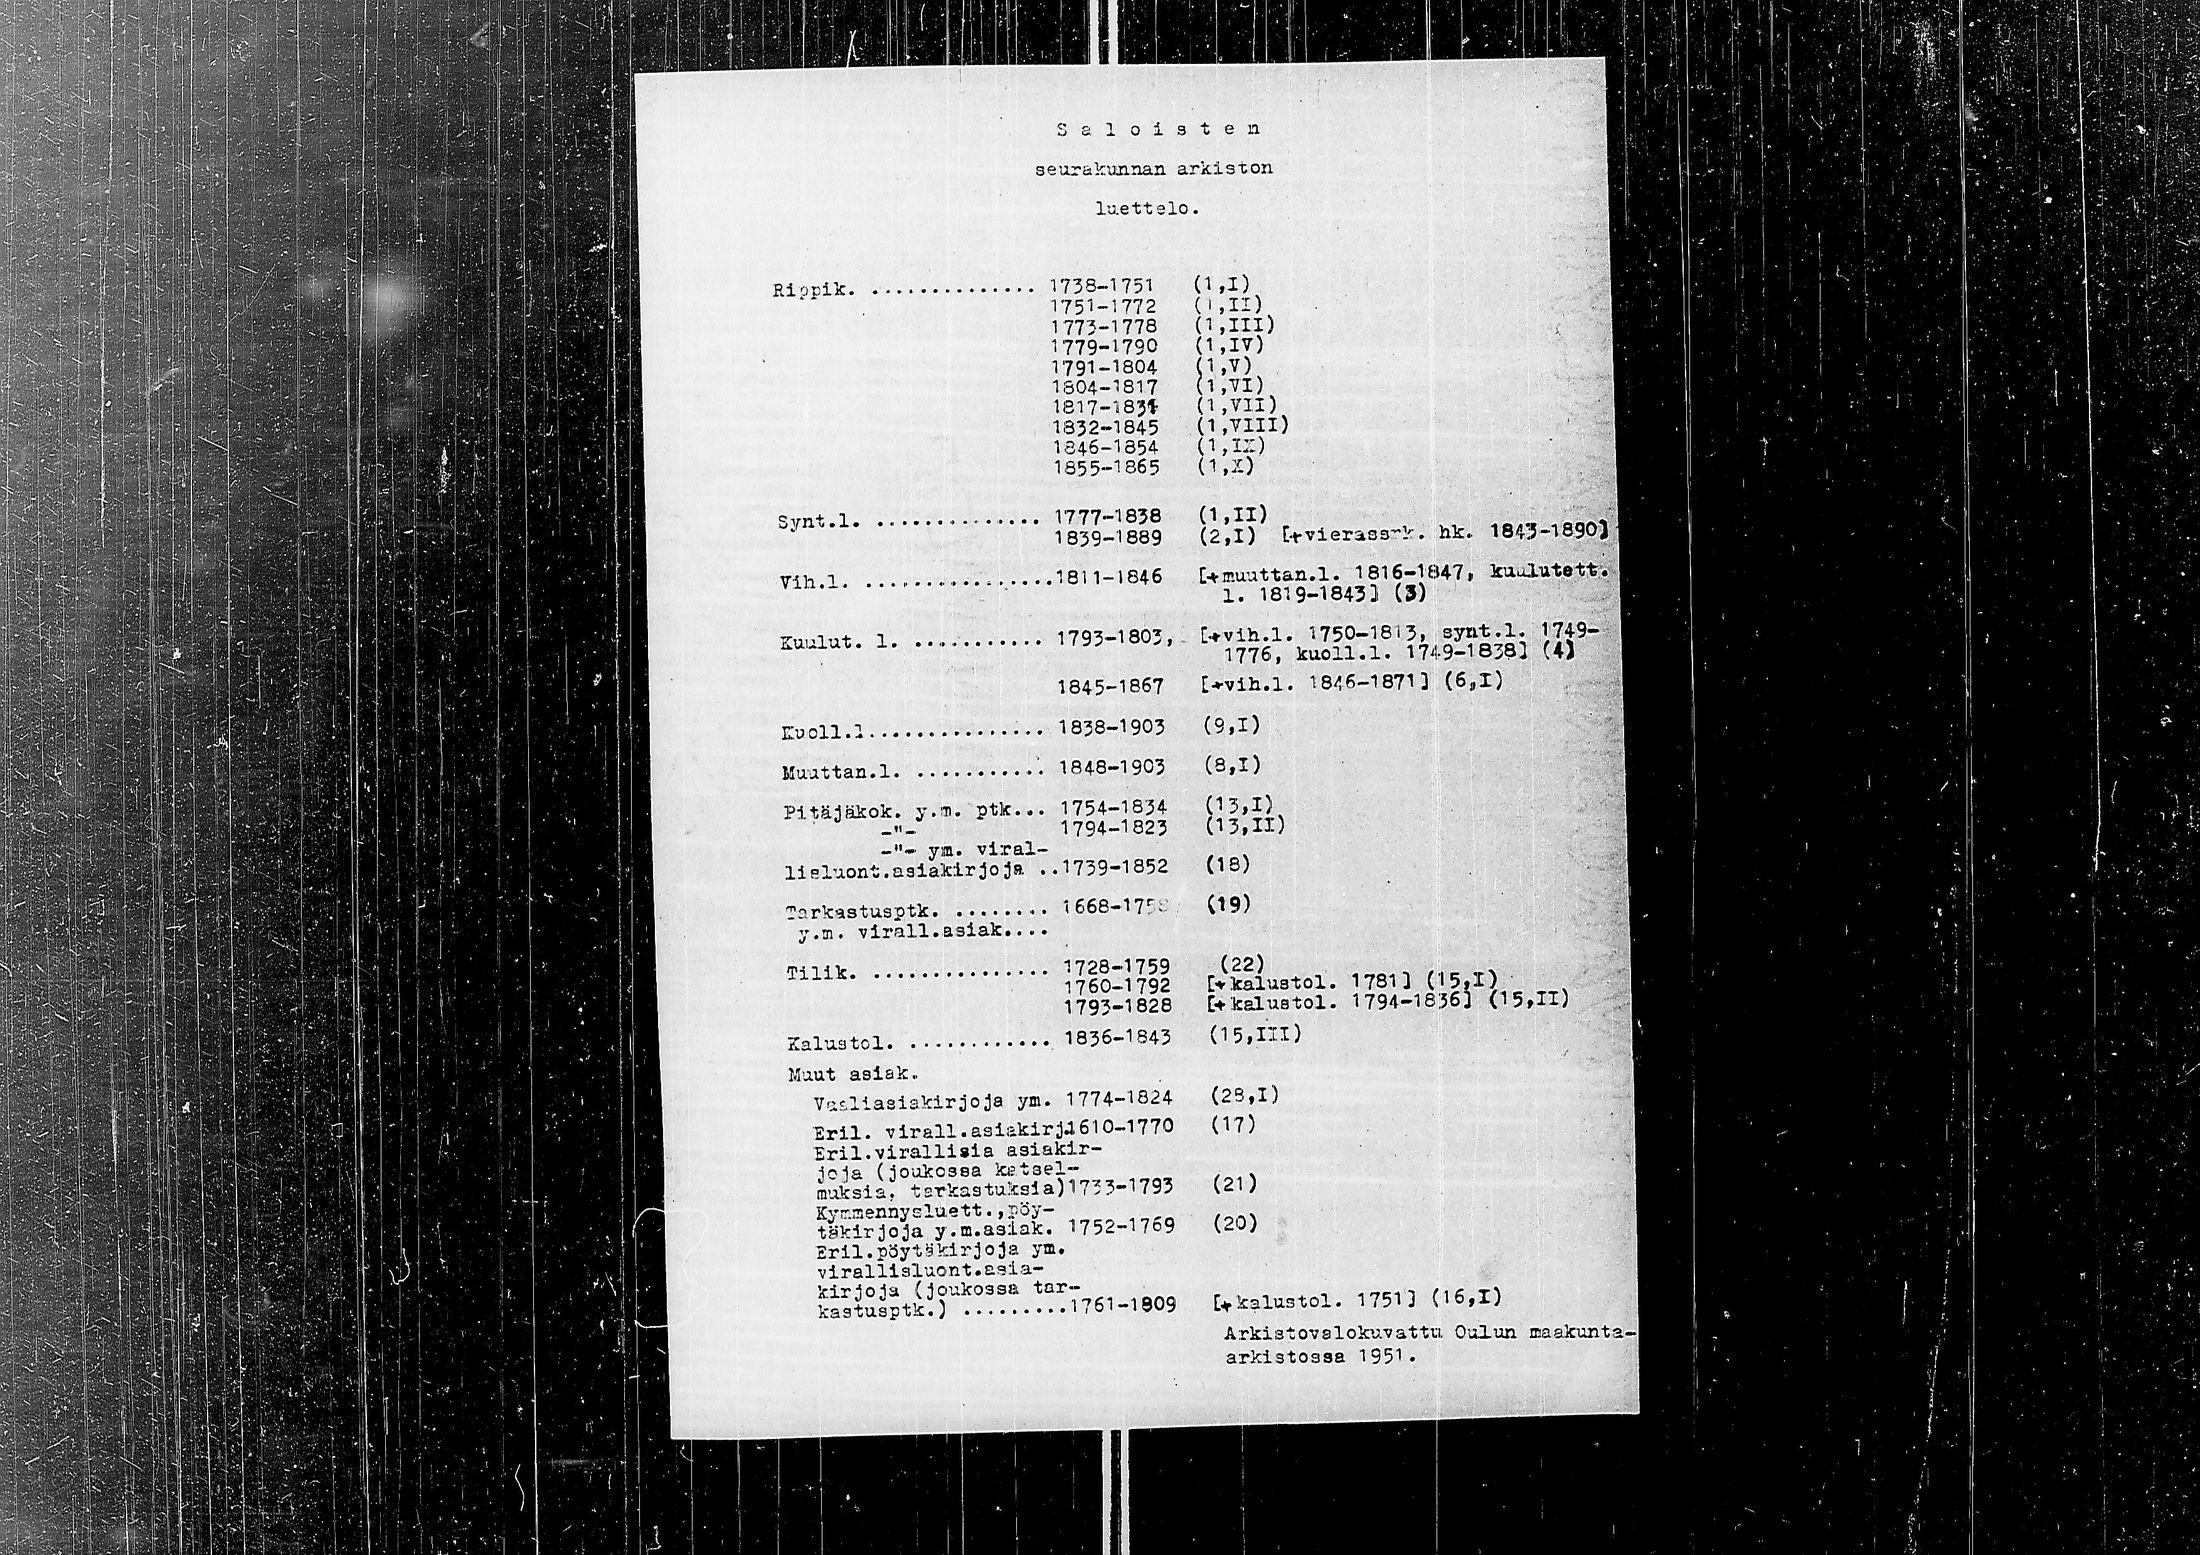 Saloisten
seurakunnan arkiston
luettelo.
Rippik. .............. 1738-1751 (1,I)
1751-1772 (1,II)
1773-1778 (1,III)
1779-1790 (1,IV)
1791-1804 (1,V)
1804-1817 (1,VI)
1817-1831 (1,VII)
1832-1845 (1,VIII)
1846-1854 (1,IX)
1855-1865 (1,X)
Synt.l. .............. 1777-1838 (1,II)
1839-1889 (2,I) [+vierassrk. hk. 1843-1890]
Vih.l. ................1811-1846 [+muuttan.l. 1816-1847, kuulutett.
l. 1819-1843] (3)
Kuulut. l. ........... 1793-1803, [+vih.l. 1750-1813, synt.l. 1749-
1776, kuoll.l. 1749-1838] (4)
1845-1867 [+vih.l. 1846-1871] (6,I)
Kuoll.l............... 1838-1903 (9,I)
Muuttan.l. ........... 1848-1903 (8,I)
Pitäjäkok. y.m. ptk... 1754-1834 (13,I)
-"- 1794-1823 (13,II)
-"- ym. viral-
lisluont.asiakirjoja ..1739-1852 (18)
Tarkastusptk. ........ 1668-1758 (19)
y.m. virall.asiak....
Tilik. ............... 1728-1759 (22)
1760-1792 [+kalustol. 1781] (15,I)
1793-1828 [+kalustol. 1794-1836] (15,II)
Kalustol. ............ 1836-1843 (15,III)
Muut asiak.
Vaaliasiakirjoja ym. 1774-1824 (28,I)
Eril. virall.asiakirj.1610-1770 (17)
Eril.virallisia asiakir-
joja (joukossa katsel-
muksia, tarkastuksia)1733-1793 (21)
Kymmennysluett.,pöy-
täkirjoja y.m.asiak. 1752-1769 (20)
Eril.pöytäkirjoja ym.
virallisluont.asia-
kirjoja (joukossa tar-
kastusptk.) .........1761-1809 [+kalustol. 1751] (16,I)
Arkistovalokuvattu Oulun maakunta-
arkistossa 1951.